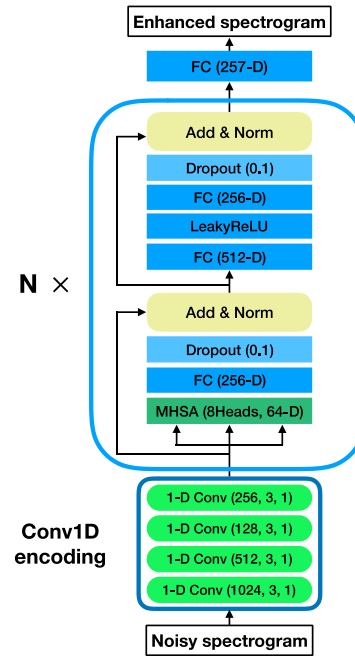 Enhanced spectrogram
FC (257-D)
Add & Norm
Dropout (0.1)
FC (256-D)
LeakyReLU
FC (512-D)
N ×
Add & Norm
Dropout (0.1)
FC (256-D)
MHSA (8Heads, 64-D)
Conv1D
encoding
1-D Conv (256, 3, 1)
1-D Conv (128, 3, 1)
1-D Conv (512, 3, 1)
1-D Conv (1024, 3, 1)
Noisy spectrogram